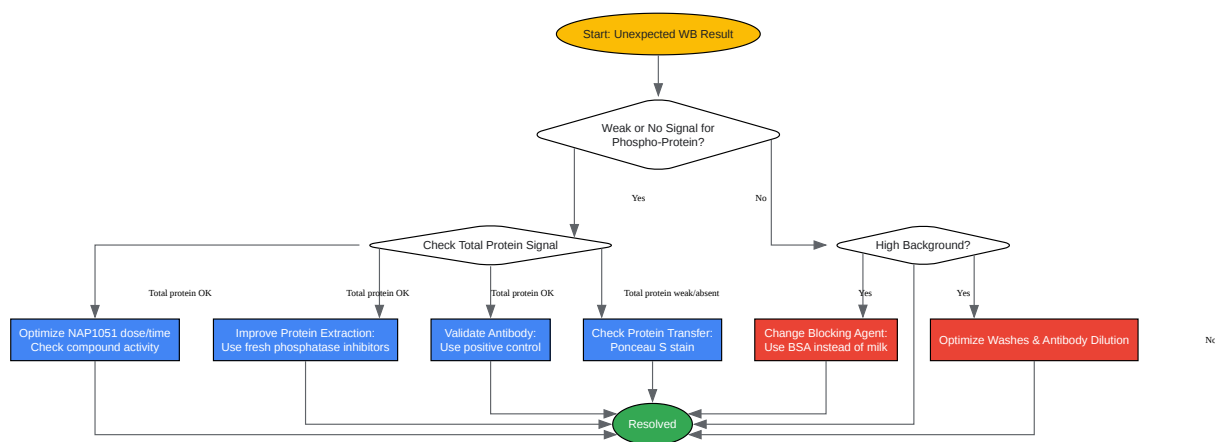 Start: Unexpected WB Result
Weak or No Signal for
Phospho-Protein?
Yes
No
Check Total Protein Signal
High Background?
Total protein OK
Total protein OK
Total protein OK
Total protein weak/absent
Yes
Yes
Optimize NAP1051 dose/time
Check compound activity
Improve Protein Extraction:
Use fresh phosphatase inhibitors
Validate Antibody:
Use positive control
Check Protein Transfer:
Ponceau S stain
Change Blocking Agent:
Use BSA instead of milk
Optimize Washes & Antibody Dilution
No
Resolved